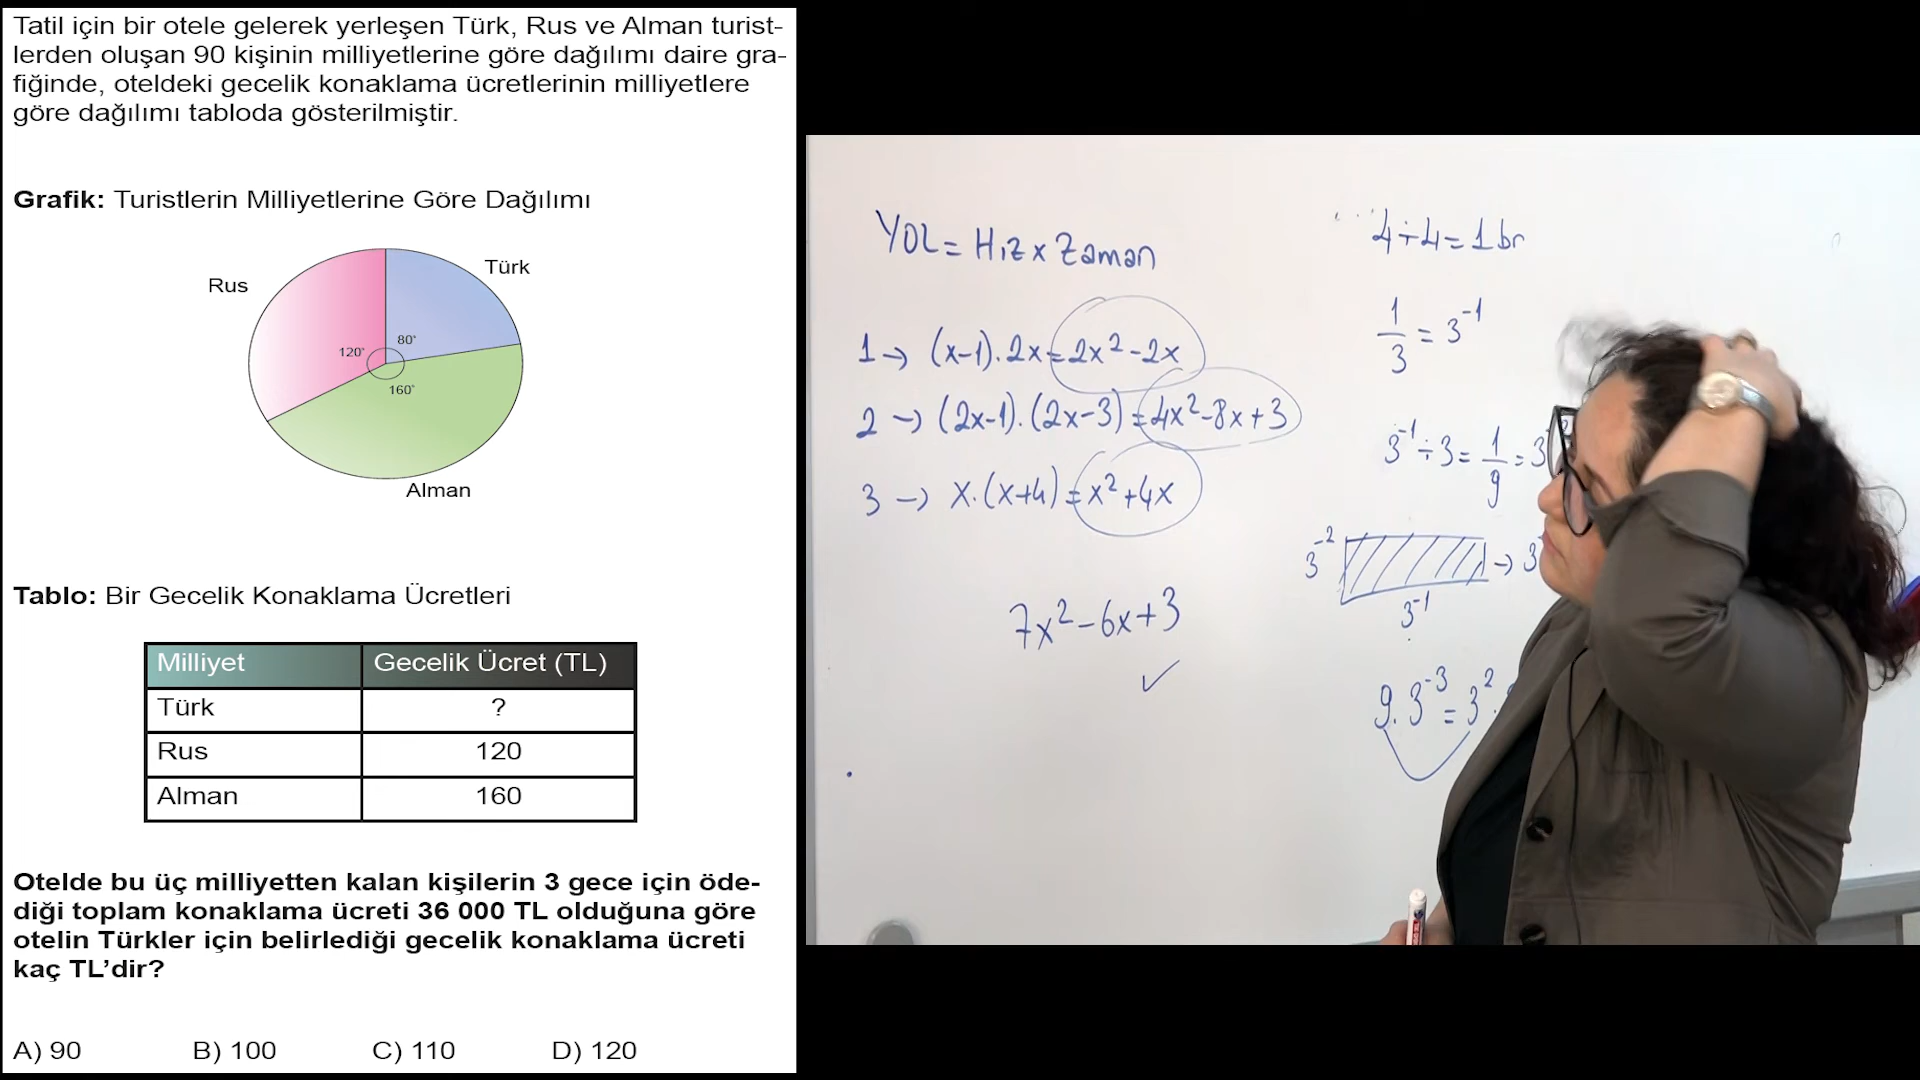 Tatil için bir otele gelerek yerleşen Türk, Rus ve Alman turist-
lerden oluşan 90 kişinin milliyetlerine göre dağılımı daire gra-
fiğinde, oteldeki gecelik konaklama ücretlerinin milliyetlere
göre dağılımı tabloda gösterilmiştir.
Grafik: Turistlerin Milliyetlerine Göre Dağılımı
Türk
Rus
80°
120°
160°
Alman
Tablo: Bir Gecelik Konaklama Ücretleri
Milliyet Gecelik Ücret (TL)
Türk ?
Rus 120
Alman 160
Otelde bu üç milliyetten kalan kişilerin 3 gece için öde-
diği toplam konaklama ücreti 36 000 TL olduğuna göre
otelin Türkler için belirlediği gecelik konaklama ücreti
kaç TL'dir?
A) 90 B) 100 C) 110 D) 120
YOL = Hız x Zaman
1 → (x-1).2x = 2x² - 2x
2 → (2x-1).(2x-3) = 4x² - 8x + 3
3 → x.(x+4) = x² + 4x
7x² - 6x + 3
✓
4 ÷ 4 = 1 br
1/3 = 3⁻¹
3⁻¹ ÷ 3 = 1/9 = 3
3⁻² → 3
3⁻¹
9.3⁻³ = 3².